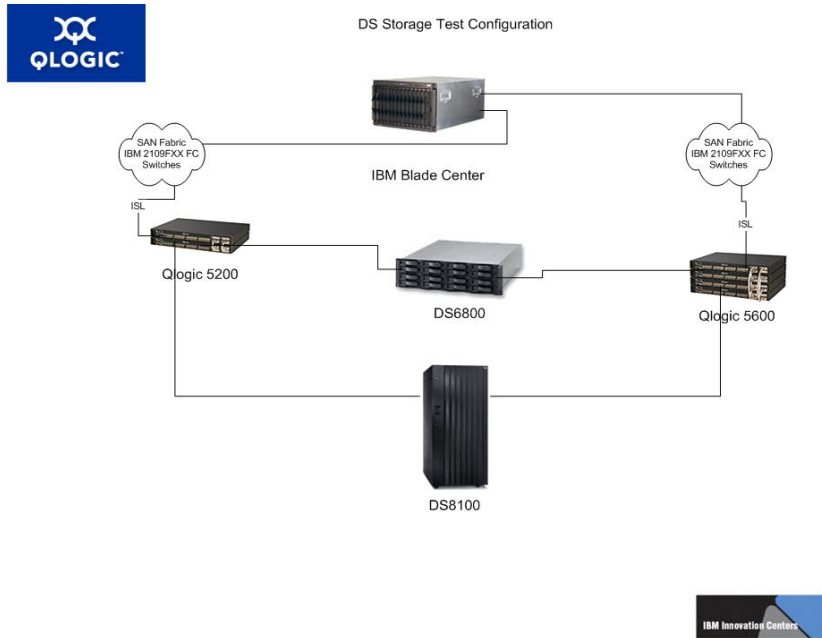 QLOGIC
DS Storage Test Configuration
SAN Fabric
IBM 2109FXX FC
Switches
SAN Fabric
IBM 2109FXX FC
Switches
IBM Blade Center
ISL
ISL
Qlogic 5200
DS6800
Qlogic 5600
DS8100
IBM Innovation Centers